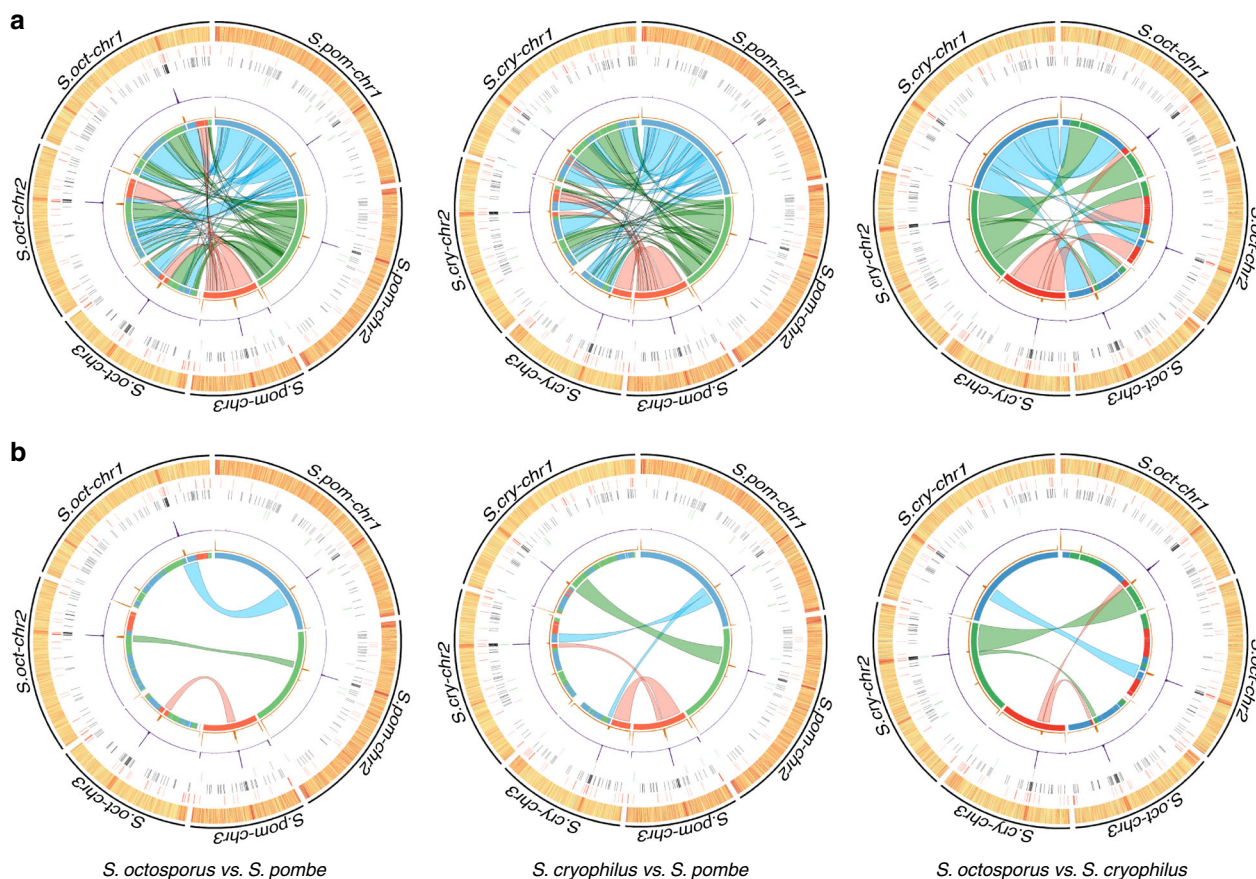 a
S.oct-chr1
S.pom-chr1
S.oct-chr2
S.pom-chr2
S.oct-chr3
S.pom-chr3
S.cry-chr1
S.pom-chr1
S.cry-chr2
S.pom-chr2
S.cry-chr3
S.pom-chr3
S.cry-chr1
S.oct-chr1
S.cry-chr2
S.oct-chr2
S.cry-chr3
S.oct-chr3
b
S.oct-chr1
S.pom-chr1
S.oct-chr2
S.pom-chr2
S.oct-chr3
S.pom-chr3
S.cry-chr1
S.pom-chr1
S.cry-chr2
S.pom-chr2
S.cry-chr3
S.pom-chr3
S.cry-chr1
S.oct-chr1
S.cry-chr2
S.oct-chr2
S.cry-chr3
S.oct-chr3
S. octosporus vs. S. pombe
S. cryophilus vs. S. pombe
S. octosporus vs. S. cryophilus